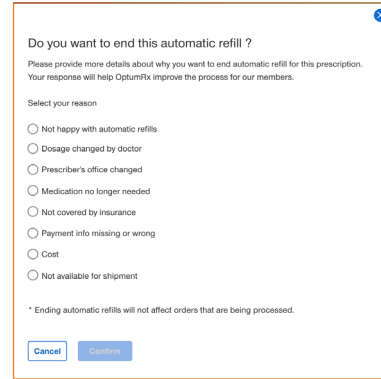 Do you want to end this automatic refill ?
Please provide more details about why you want to end automatic refill for this prescription.
Your response will help OptumRx improve the process for our members.
Select your reason
Not happy with automatic refills
Dosage changed by doctor
Prescriber's office changed
Medication no longer needed
Not covered by insurance
Payment info missing or wrong
Cost
Not available for shipment
* Ending automatic refills will not affect orders that are being processed.
Cancel Confirm